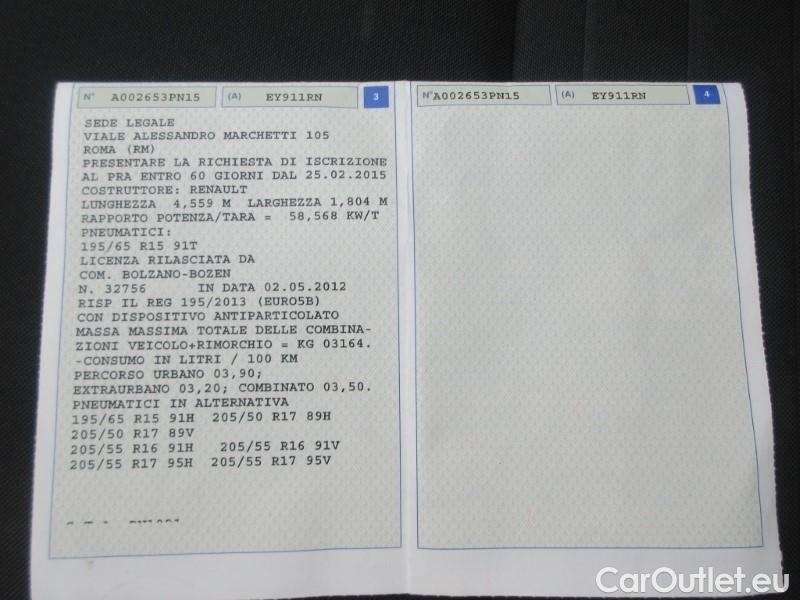 N° A002653PN15 (A) EY911RN 3
SEDE LEGALE
VIALE ALESSANDRO MARCHETTI 105
ROMA (RM)
PRESENTARE LA RICHIESTA DI ISCRIZIONE
AL PRA ENTRO 60 GIORNI DAL 25.02.2015
COSTRUTTORE: RENAULT
LUNGHEZZA 4,559 M LARGHEZZA 1,804 M
RAPPORTO POTENZA/TARA = 58,568 KW/T
PNEUMATICI:
195/65 R15 91T
LICENZA RILASCIATA DA
COM. BOLZANO-BOZEN
N. 32756 IN DATA 02.05.2012
RISP IL REG 195/2013 (EURO5B)
CON DISPOSITIVO ANTIPARTICOLATO
MASSA MASSIMA TOTALE DELLE COMBINA-
ZIONI VEICOLO+RIMORCHIO = KG 03164.
-CONSUMO IN LITRI / 100 KM
PERCORSO URBANO 03,90;
EXTRAURBANO 03,20; COMBINATO 03,50.
PNEUMATICI IN ALTERNATIVA
195/65 R15 91H 205/50 R17 89H
205/50 R17 89V
205/55 R16 91H 205/55 R16 91V
205/55 R17 95H 205/55 R17 95V
N° A002653PN15 (A) EY911RN 4
CarOutlet.eu